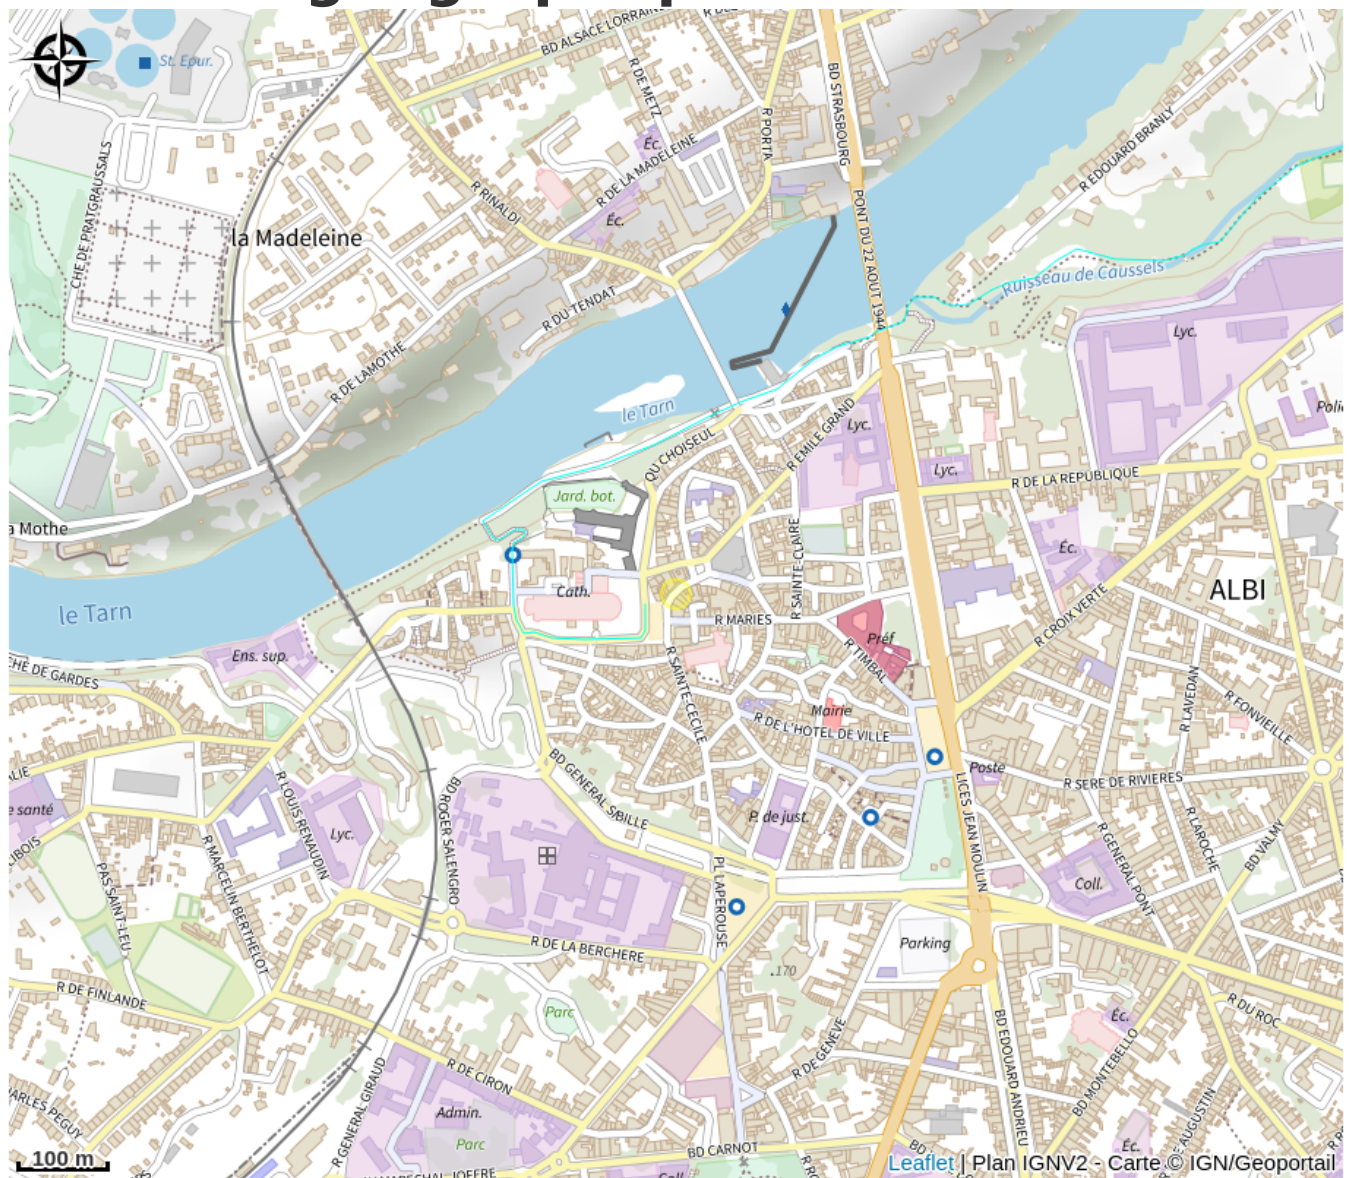 BD ALSACE LORRAINE
St. Epur.
R DE METZ
BD STRASBOURG
R PORTA
Éc.
R DE LA MADELEINE
R EDOUARD BRANLY
CHE DE PRATGRAUSSALS
R RINALDI
Éc.
la Madeleine
PONT DU 22 AOUT 1944
Ruisseau de Caussels
R DU TENDAT
Lyc.
R DE LAMOTHE
le Tarn
QU CHOISEUL
R EMILE GRAND
Lyc.
Lyc.
R DE LA REPUBLIQUE
Jard. bot.
a Mothe
R SAINTE-CLAIRE
Éc.
le Tarn
Cath.
ALBI
R MARIES
R CROIX VERTE
Préf
R TIMBAL
Ens. sup.
CHE DE GARDES
R SAINTE-CECILE
R LAVEDAN
R FONVIEILLE
Mairie
R DE L'HOTEL DE VILLE
ALIE
Poste
R SERE DE RIVIERES
BD GENERAL SIBILLE
BD ROGER SALENGRO
R LOUIS RENAUDIN
LICES JEAN MOULIN
e santé
P. de just.
Lyc.
R MARCELIN BERTHELOT
R GENERAL PONT
R LAROCHE
BD VALMY
PAS SAINT-LEU
PL LAPEROUSE
Coll.
R DE LA BERCHERE
Parking
.170
R DE FINLANDE
Parc
R DU ROC
Éc.
R DE GENEVE
BD EDOUARD ANDRIEU
BD MONTEBELLO
R DE CIRON
HARLES PEGUY
R GENERAL GIRAUD
Admin.
Parc
BD CARNOT
Éc.
E AUGUSTIN
100 m
Leaflet | Plan IGNV2 - Carte © IGN/Geoportail